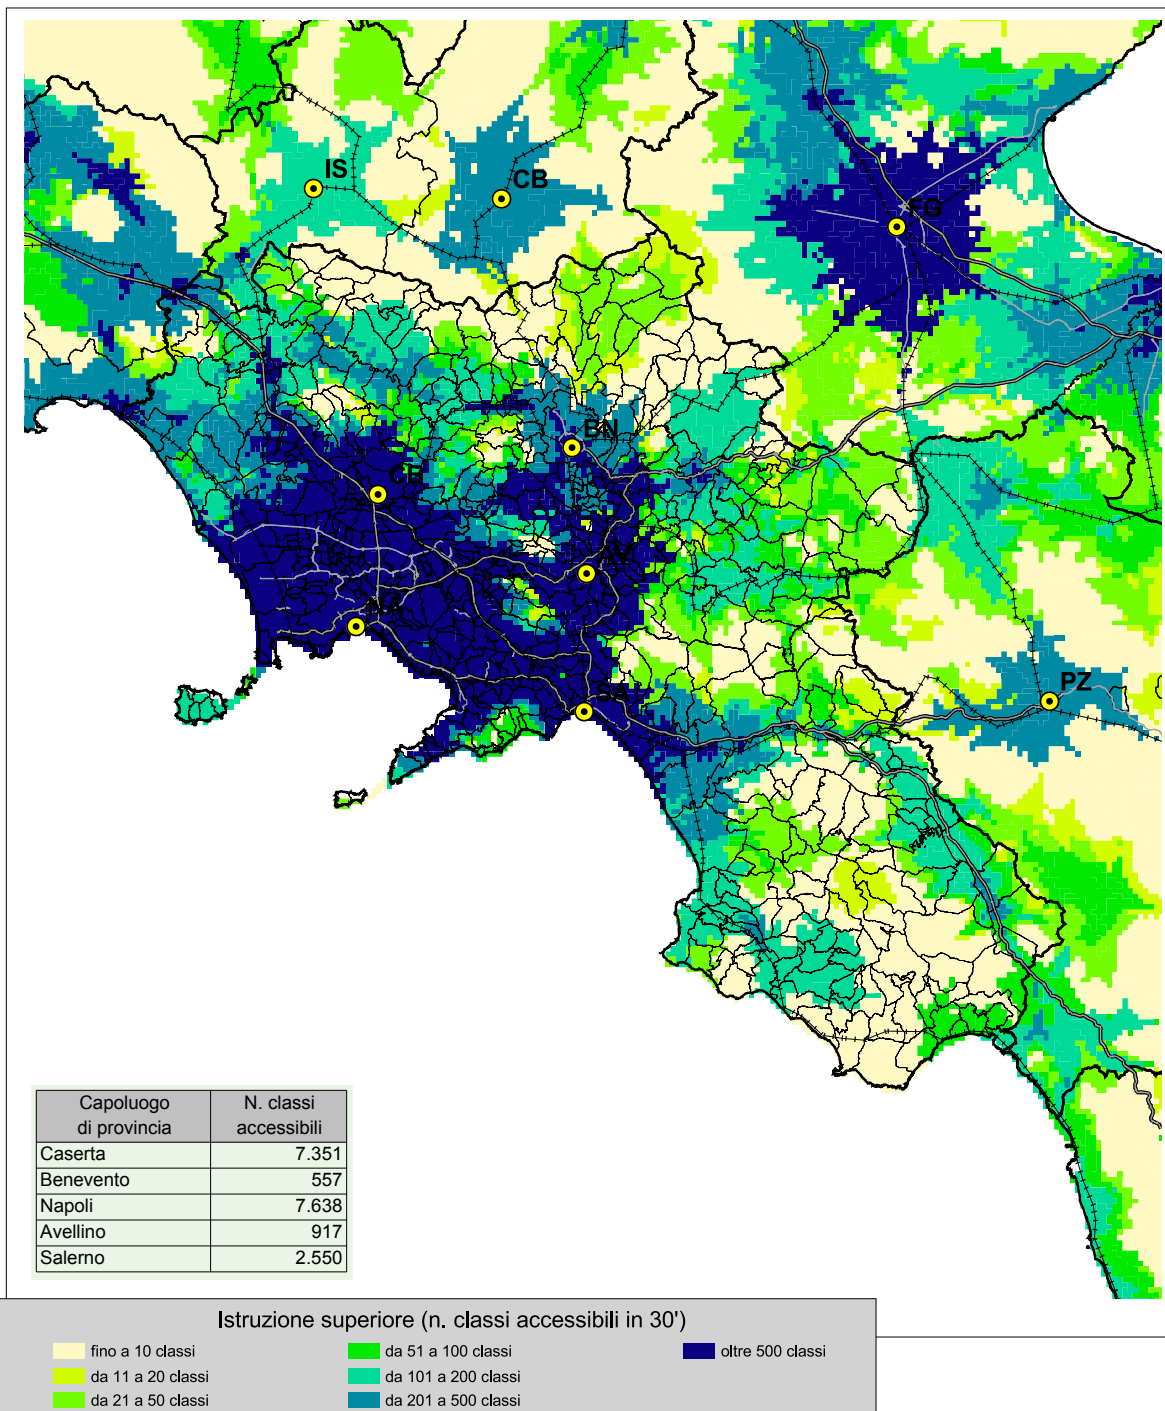 IS
CB
FG
BN
CE
AV
NA
SA
PZ
Capoluogo di provincia N. classi accessibili
Caserta 7.351
Benevento 557
Napoli 7.638
Avellino 917
Salerno 2.550
Istruzione superiore (n. classi accessibili in 30')
fino a 10 classi da 51 a 100 classi oltre 500 classi
da 11 a 20 classi da 101 a 200 classi
da 21 a 50 classi da 201 a 500 classi